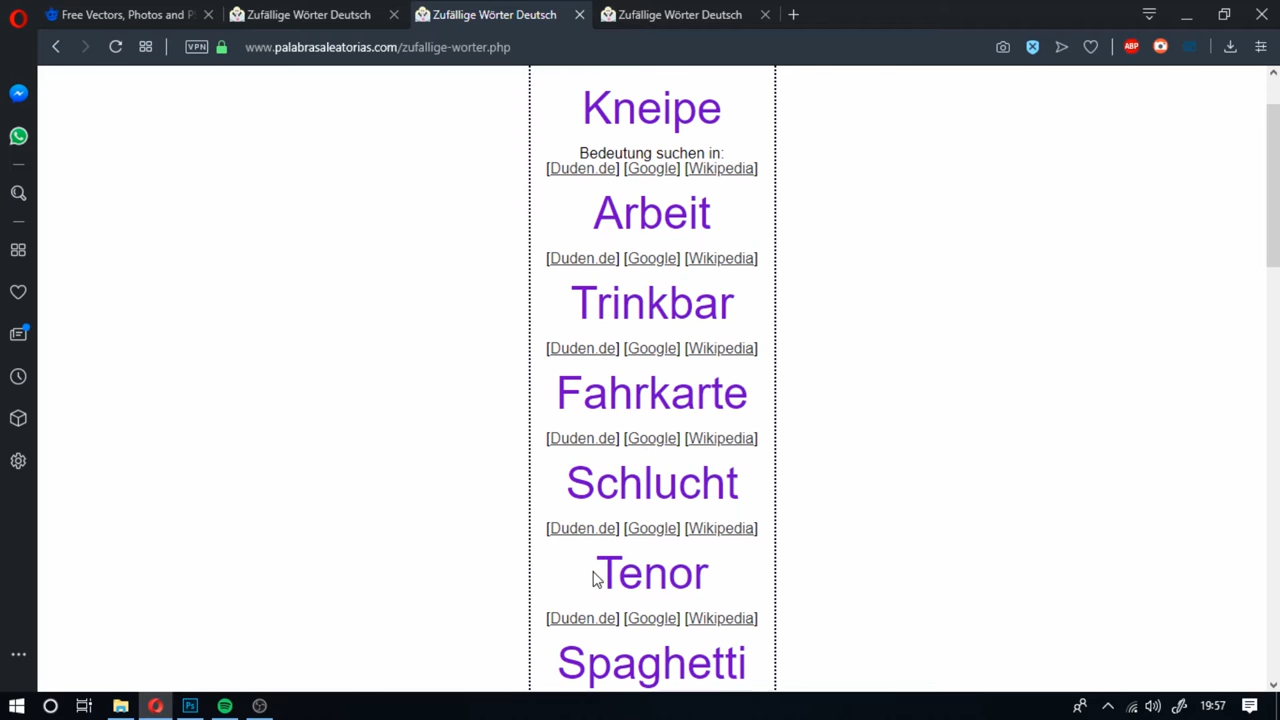 Free Vectors, Photos and P
Zufällige Wörter Deutsch
Zufällige Wörter Deutsch
Zufällige Wörter Deutsch
VPN
www.palabrasaleatorias.com/zufallige-worter.php
ABP
Kneipe
Bedeutung suchen in:
[Duden.de] [Google] [Wikipedia]
Arbeit
[Duden.de] [Google] [Wikipedia]
Trinkbar
[Duden.de] [Google] [Wikipedia]
Fahrkarte
[Duden.de] [Google] [Wikipedia]
Schlucht
[Duden.de] [Google] [Wikipedia]
Tenor
[Duden.de] [Google] [Wikipedia]
Spaghetti
Ps
19:57